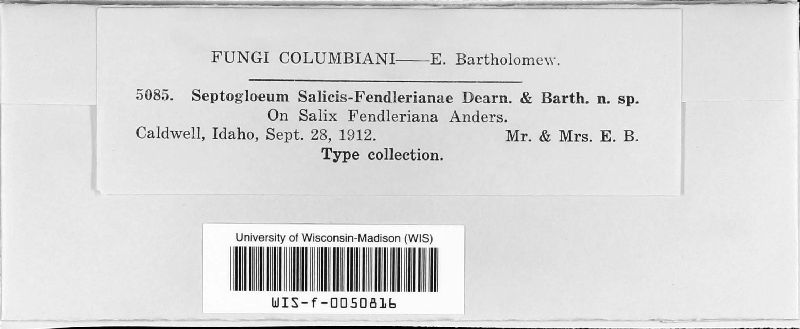 FUNGI COLUMBIANI——E. Bartholomew.
5085. Septogloeum Salicis-Fendlerianae Dearn. & Barth. n. sp.
On Salix Fendleriana Anders.
Caldwell, Idaho, Sept. 28, 1912. Mr. & Mrs. E. B.
Type collection.
University of Wisconsin-Madison (WIS)
WIS-f-0050816